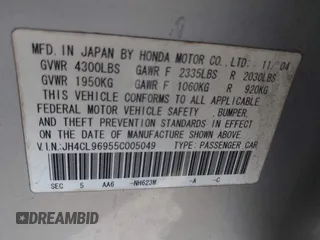 MFD. IN JAPAN BY HONDA MOTOR CO., LTD. 11/04
GVWR 4300LBS GAWR F 2335LBS R 2030LBS
GVWR 1950KG GAWR F 1060KG R 920KG
THIS VEHICLE CONFORMS TO ALL APPLICABLE
FEDERAL MOTOR VEHICLE SAFETY, BUMPER,
AND THEFT PREVENTION STANDARDS IN EFFECT ON
THE DATE OF MANUFACTURE SHOWN ABOVE.
V.I.N.:JH4CL96955C005049 TYPE: PASSENGER CAR
SEC 5 AA6 -NH623M -A -C
DREAMBID